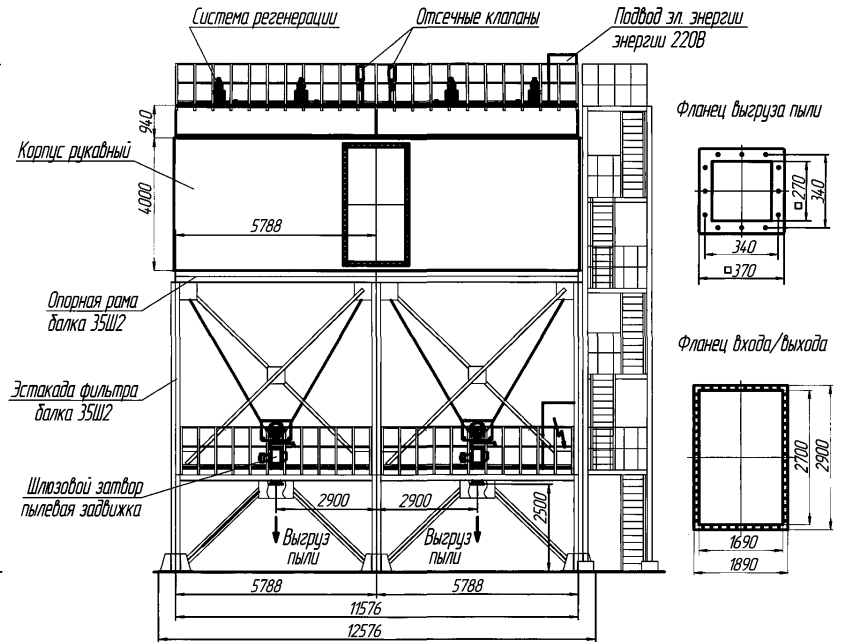 Система регенерации
Отсечные клапаны
Подвод эл. энергии
энергии 220В
940
Корпус рукавный
4000
5788
Фланец выгруза пыли
□270
340
340
□370
Опорная рама
балка 35Ш2
Эстакада фильтра
балка 35Ш2
Фланец входа/выхода
2700
2900
1690
1890
Шлюзовой затвор
пылевая задвижка
2900
2900
2500
Выгруз
пыли
Выгруз
пыли
5788
5788
11576
12576